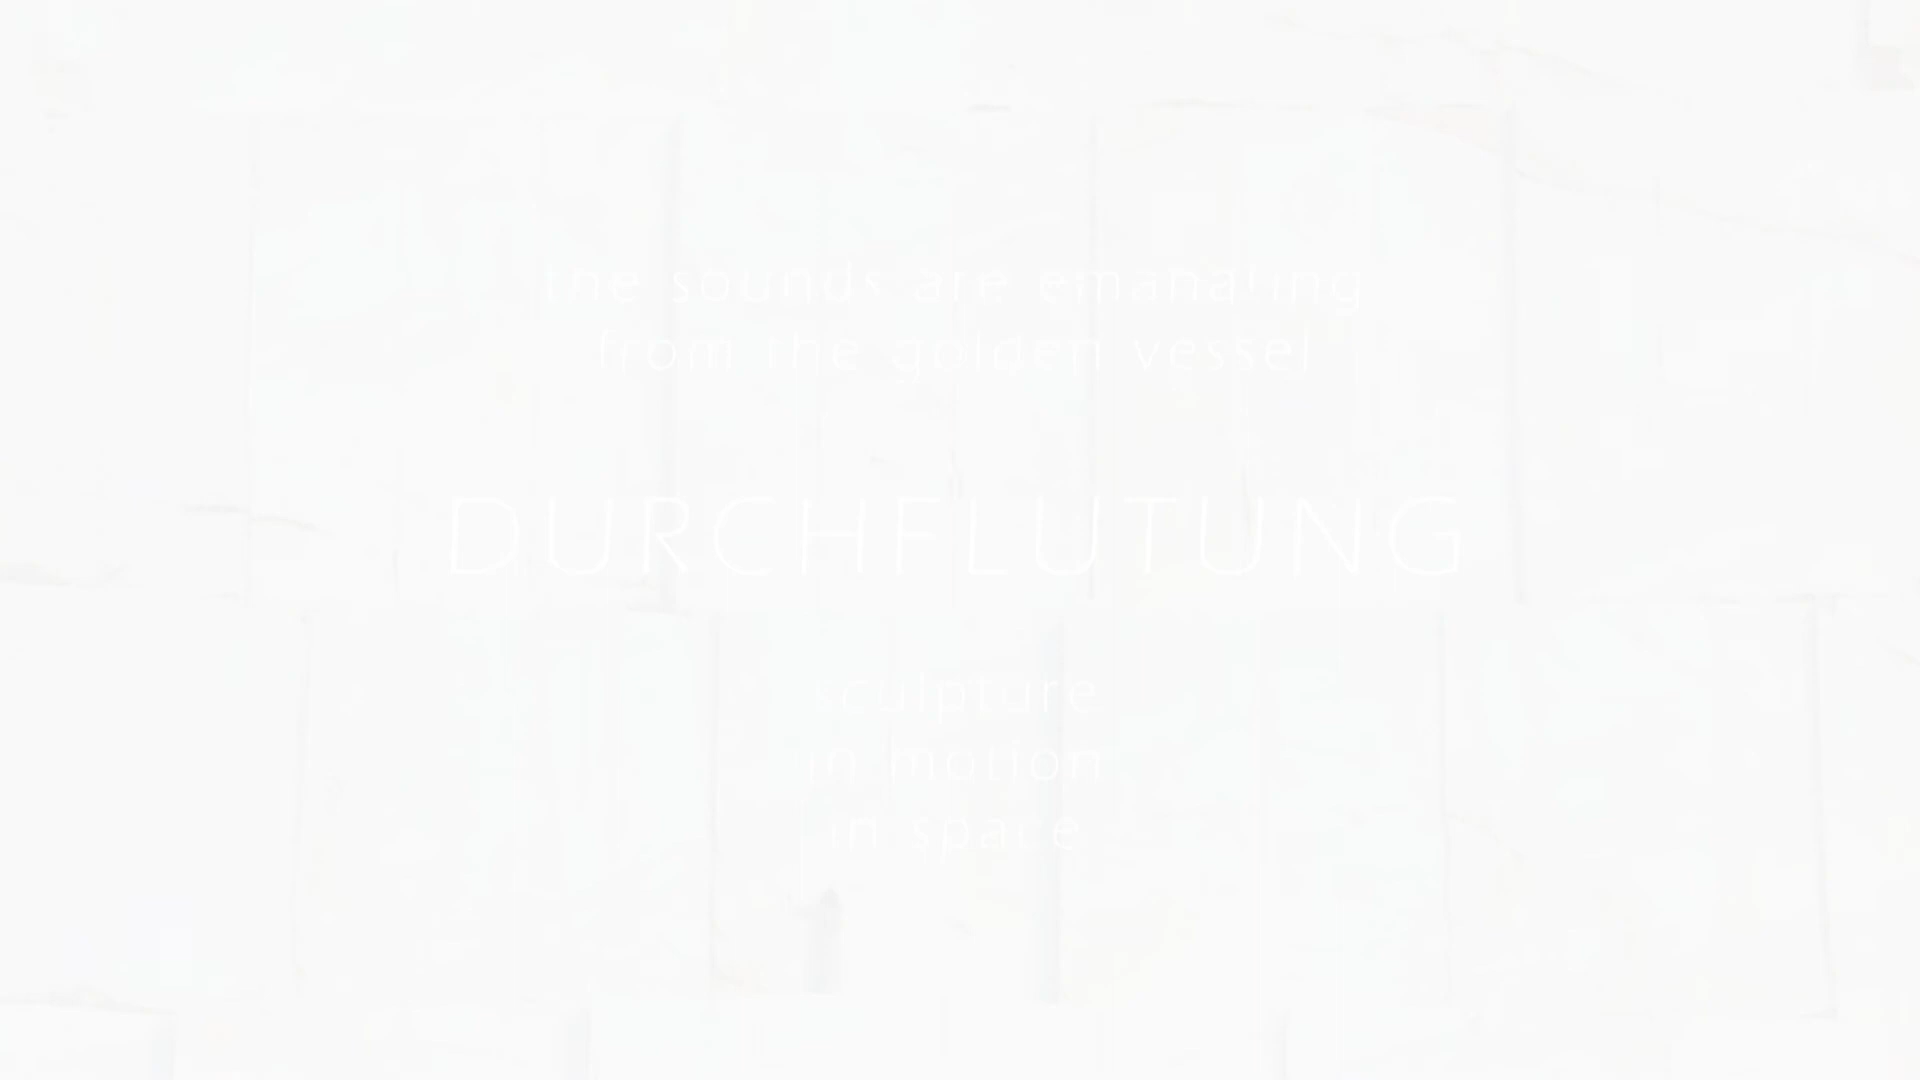 the sounds are emanating
from the golden vessel
DURCHFLUTUNG
sculpture
in motion
in space